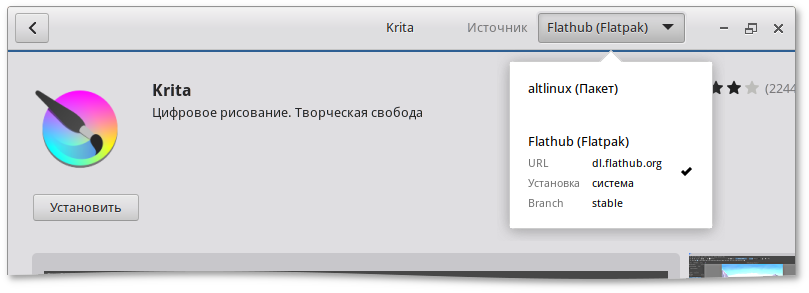 Krita Источник Flathub (Flatpak)
altlinux (Пакет)
Krita
(2244
Цифровое рисование. Творческая свобода
Flathub (Flatpak)
URL dl.flathub.org
Установка система
Branch stable
Установить